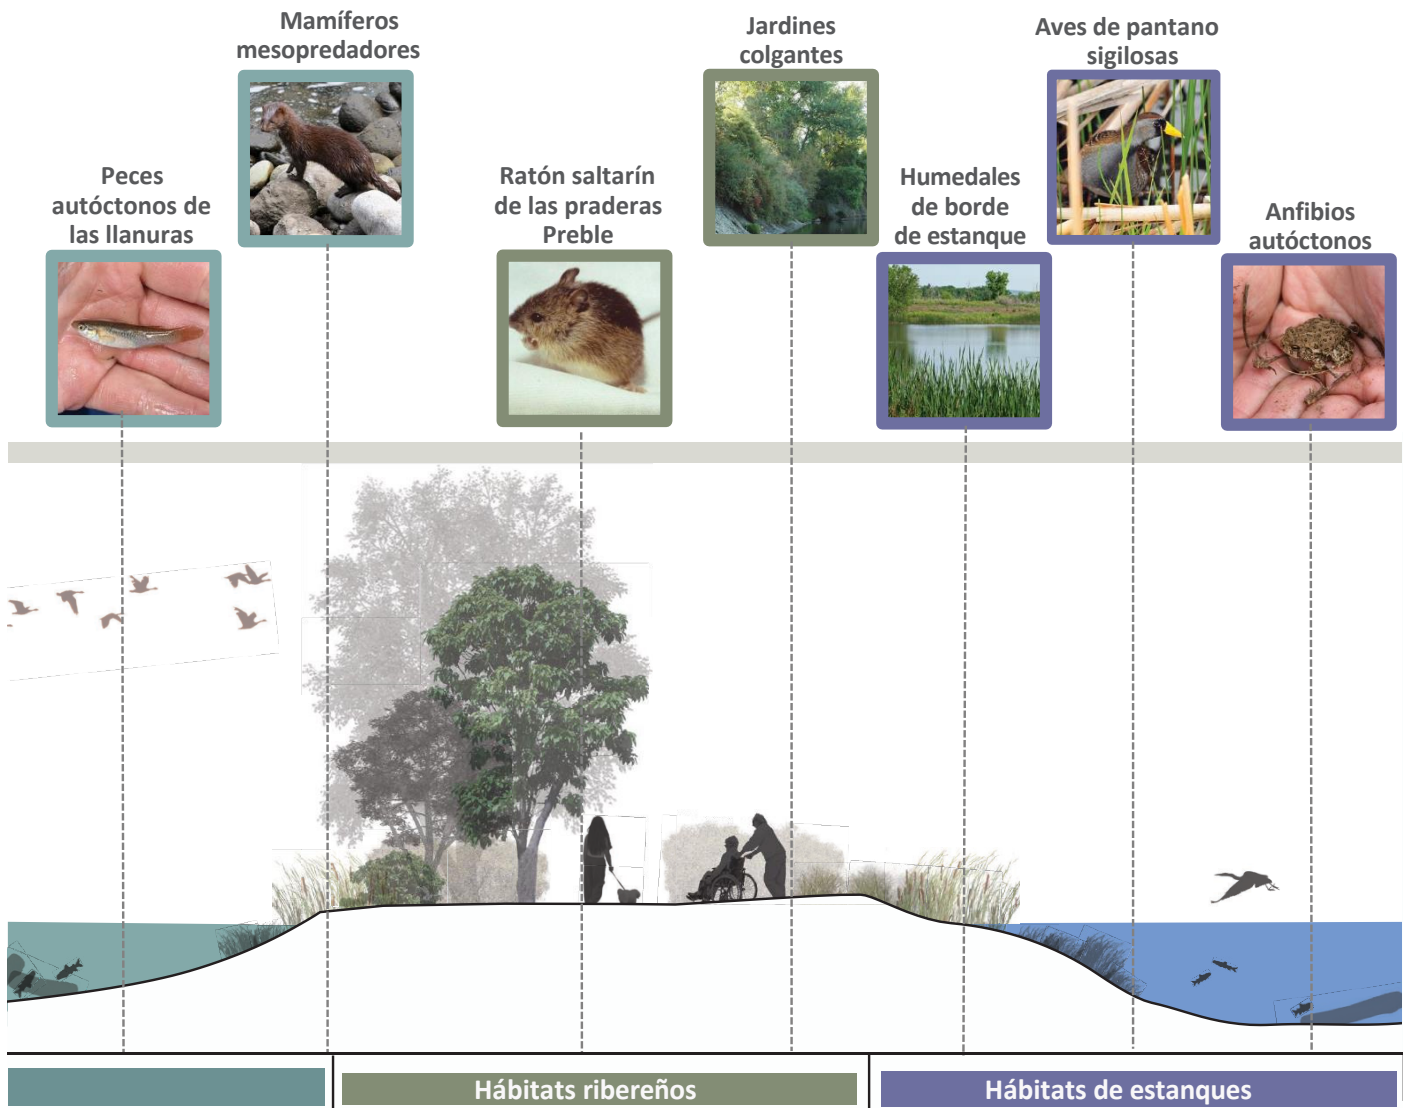 Mamíferos
mesopredadores
Jardines
colgantes
Aves de pantano
sigilosas
Peces
autóctonos de
las llanuras
Ratón saltarín
de las praderas
Preble
Humedales
de borde
de estanque
Anfibios
autóctonos
Hábitats ribereños
Hábitats de estanques